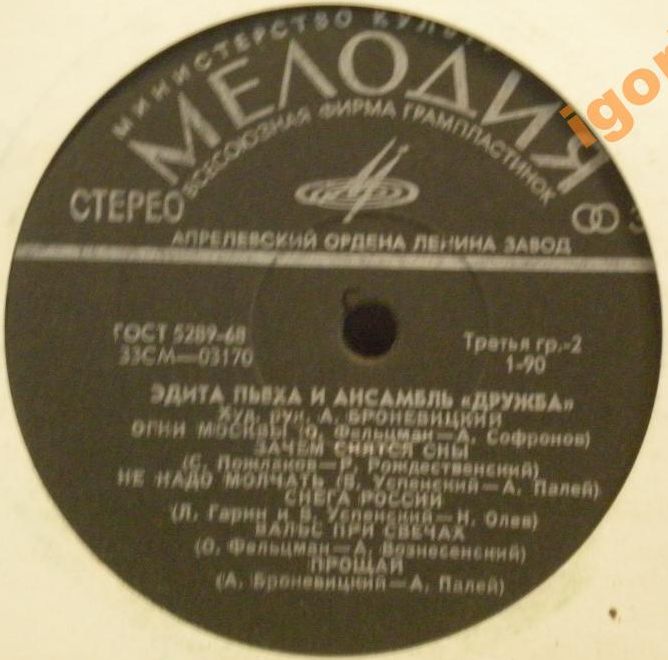 МИНИСТЕРСТВО
МЕЛОДИЯ
ВСЕСОЮЗНАЯ ФИРМА ГРАМПЛАСТИНОК
СТЕРЕО
АПРЕЛЕВСКИЙ ОРДЕНА ЛЕНИНА ЗАВОД
ГОСТ 5289-68
33СМ—03170
Третья гр.-2
1-90
ЭДИТА ПЬЕХА И АНСАМБЛЬ «ДРУЖБА»
Худ. рук. А. БРОНЕВИЦКИЙ
ОГНИ МОСКВЫ (О. Фельцман—А. Софронов)
ЗАЧЕМ СНЯТСЯ СНЫ
(С. Пожлаков—Р. Рождественский)
НЕ НАДО МОЛЧАТЬ (В. Успенский—А. Палей)
СНЕГА РОССИИ
(Л. Гарин и В. Успенский—Н. Олев)
ВАЛЬС ПРИ СВЕЧАХ
(О. Фельцман—А. Вознесенский)
ПРОЩАЙ
(А. Броневицкий—А. Палей)
igor